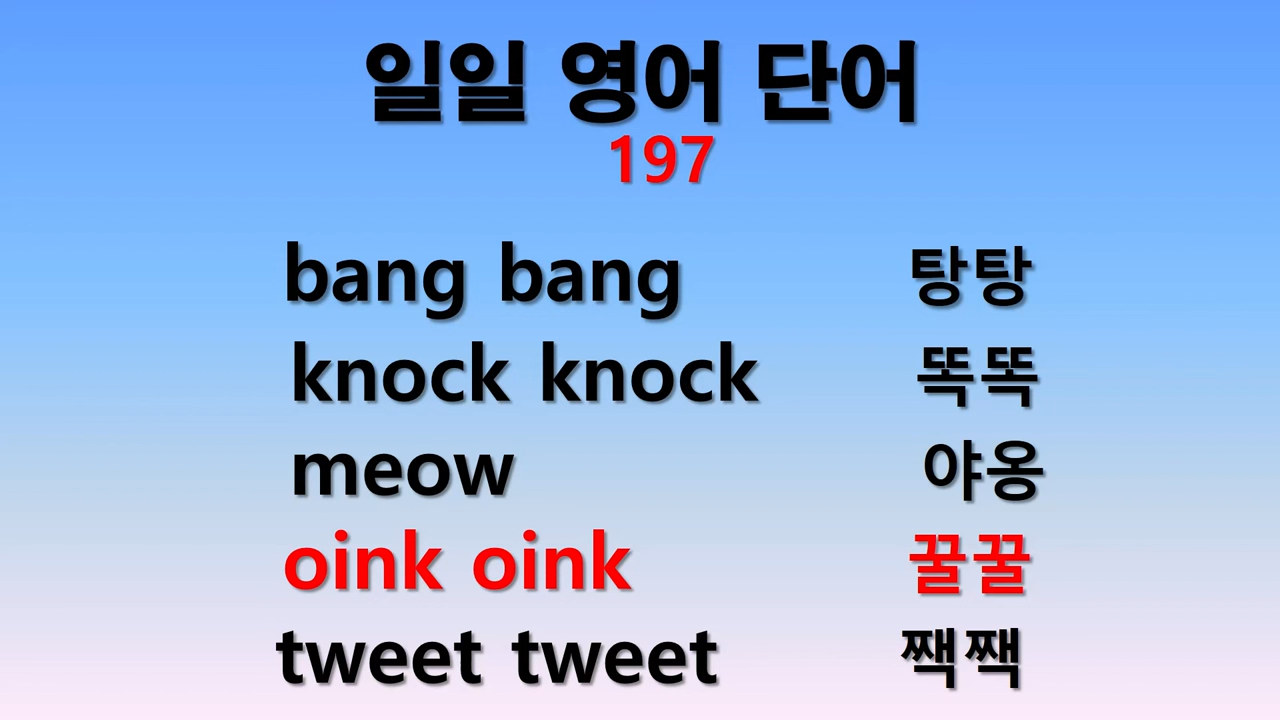 일일 영어 단어
197
bang bang 탕탕
knock knock 똑똑
meow 야옹
oink oink 꿀꿀
tweet tweet 짹짹